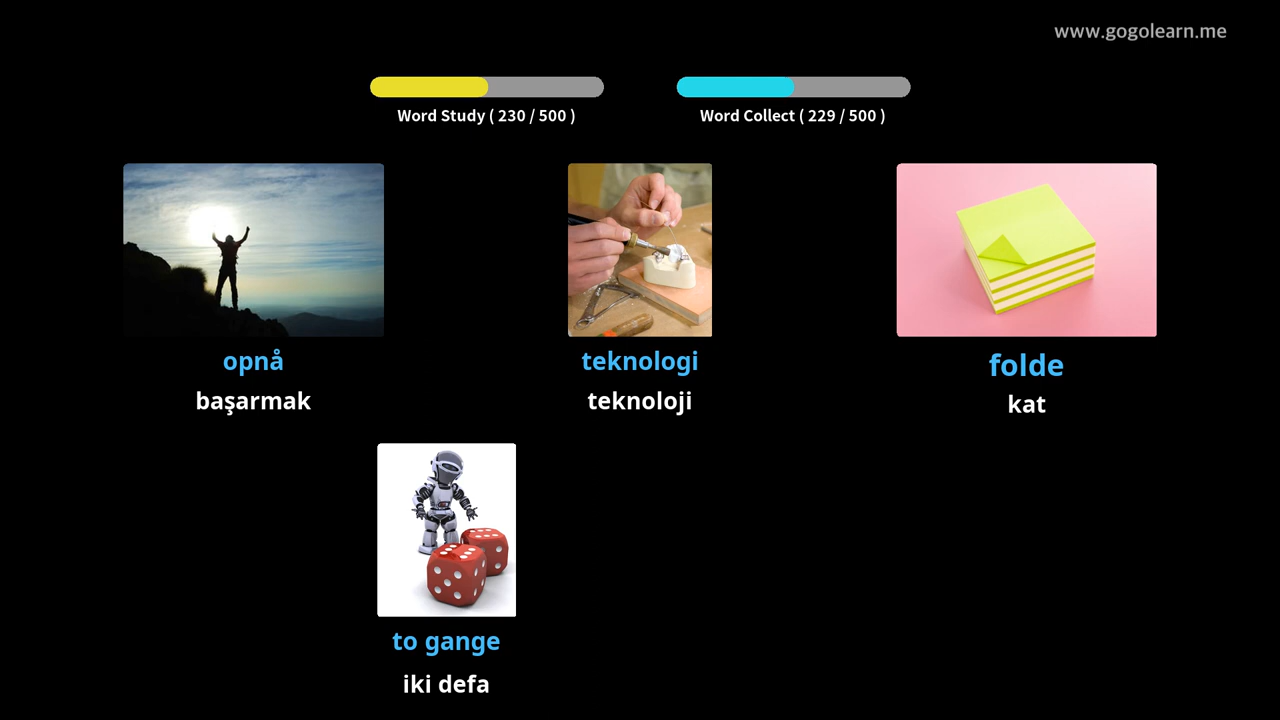 www.gogolearn.me
Word Study ( 230 / 500 )
Word Collect ( 229 / 500 )
opnå
başarmak
teknologi
teknoloji
folde
kat
to gange
iki defa